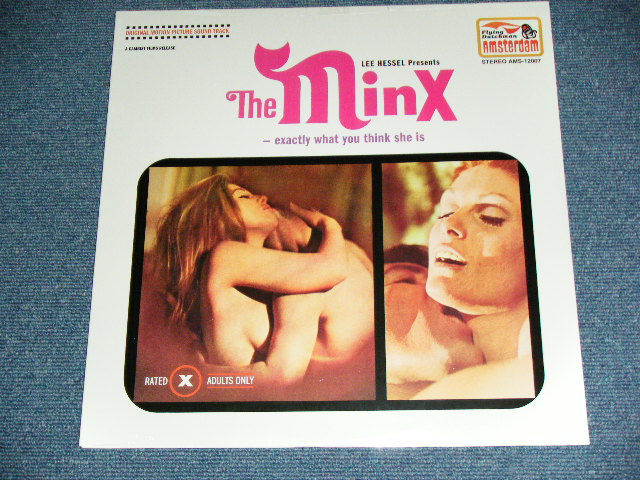 ORIGINAL MOTION PICTURE SOUND TRACK
A CAMBIST FILMS RELEASE
LEE HESSEL Presents
The MinX
– exactly what you think she is
Flying Dutchman
Amsterdam
STEREO AMS-12007
RATED X ADULTS ONLY